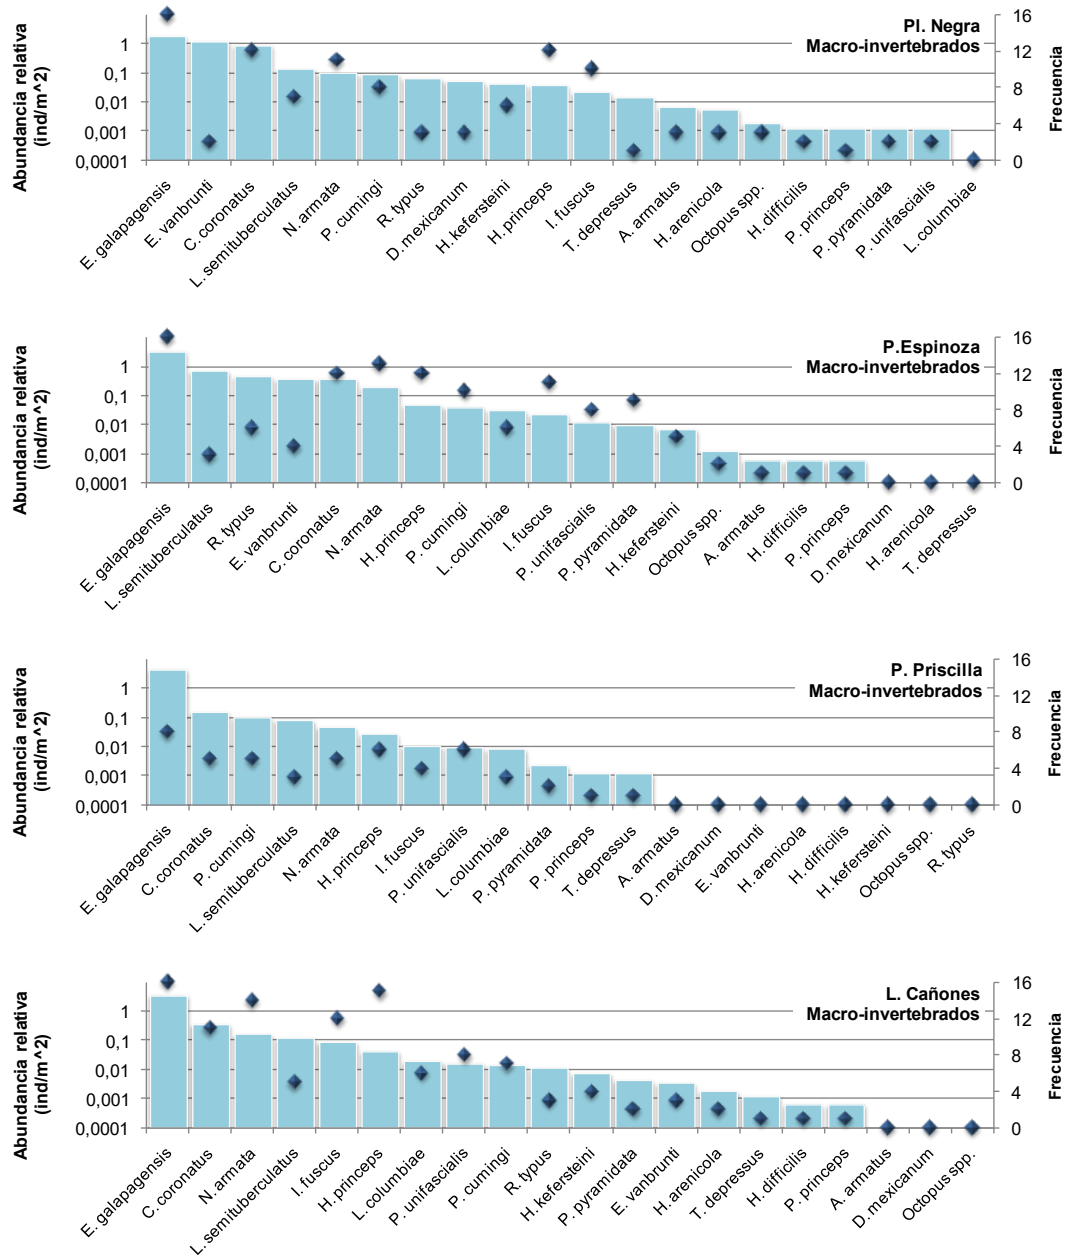 Pl. Negra
Macro-invertebrados
Abundancia relativa
(ind/m^2)
1
0,1
0,01
0,001
0,0001
16
12
8
4
0
Frecuencia
E. galapagensis
E. vanbrunti
C. coronatus
L. semituberculatus
N. armata
P. cumingi
R. typus
D. mexicanum
H. kefersteini
H. princeps
I. fuscus
T. depressus
A. armatus
H. arenicola
Octopus spp.
H. difficilis
P. princeps
P. pyramidata
P. unifascialis
L. columbiae
P.Espinoza
Macro-invertebrados
Abundancia relativa
(ind/m^2)
1
0,1
0,01
0,001
0,0001
16
12
8
4
0
Frecuencia
E. galapagensis
L. semituberculatus
R. typus
E. vanbrunti
C. coronatus
N. armata
H. princeps
P. cumingi
L. columbiae
I. fuscus
P. unifascialis
P. pyramidata
H. kefersteini
Octopus spp.
A. armatus
H. difficilis
P. princeps
D. mexicanum
H. arenicola
T. depressus
P. Priscilla
Macro-invertebrados
Abundancia relativa
(ind/m^2)
1
0,1
0,01
0,001
0,0001
16
12
8
4
0
Frecuencia
E. galapagensis
C. coronatus
P. cumingi
L. semituberculatus
N. armata
H. princeps
I. fuscus
P. unifascialis
L. columbiae
P. pyramidata
P. princeps
T. depressus
A. armatus
D. mexicanum
E. vanbrunti
H. arenicola
H. difficilis
H. kefersteini
Octopus spp.
R. typus
L. Cañones
Macro-invertebrados
Abundancia relativa
(ind/m^2)
1
0,1
0,01
0,001
0,0001
16
12
8
4
0
Frecuencia
E. galapagensis
C. coronatus
N. armata
L. semituberculatus
I. fuscus
H. princeps
L. columbiae
P. unifascialis
P. cumingi
R. typus
H. kefersteini
P. pyramidata
E. vanbrunti
H. arenicola
T. depressus
H. difficilis
P. princeps
A. armatus
D. mexicanum
Octopus spp.